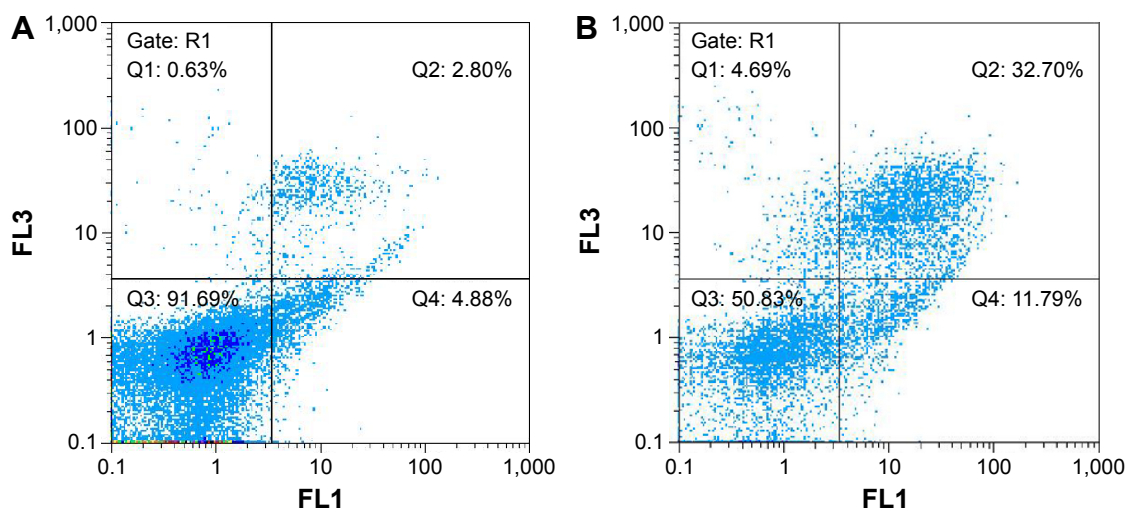 A
1,000
100
10
1
0.1
FL3
Gate: R1
Q1: 0.63%
Q2: 2.80%
Q3: 91.69%
Q4: 4.88%
0.1 1 10 100 1,000
FL1
B
1,000
100
10
1
0.1
FL3
Gate: R1
Q1: 4.69%
Q2: 32.70%
Q3: 50.83%
Q4: 11.79%
0.1 1 10 100 1,000
FL1